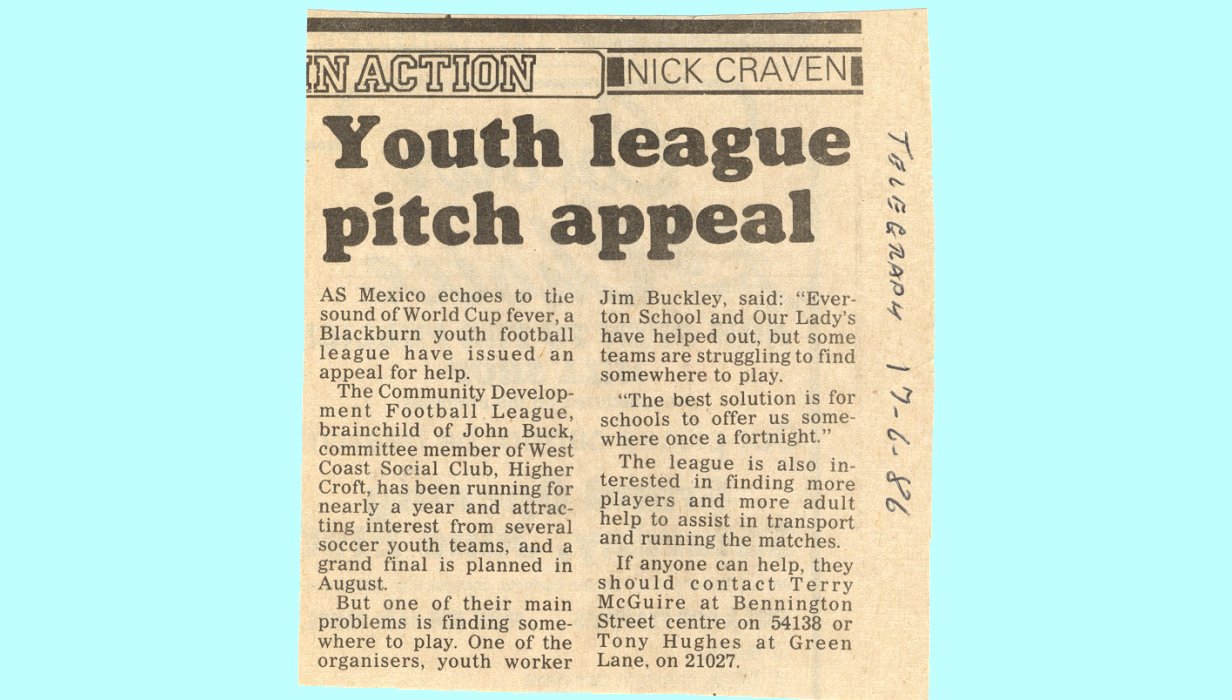 IN ACTION
NICK CRAVEN
Youth league
pitch appeal
AS Mexico echoes to the
sound of World Cup fever, a
Blackburn youth football
league have issued an
appeal for help.
The Community Develop-
ment Football League,
brainchild of John Buck,
committee member of West
Coast Social Club, Higher
Croft, has been running for
nearly a year and attrac-
ting interest from several
soccer youth teams, and a
grand final is planned in
August.
But one of their main
problems is finding some-
where to play. One of the
organisers, youth worker
Jim Buckley, said: “Ever-
ton School and Our Lady’s
have helped out, but some
teams are struggling to find
somewhere to play.
“The best solution is for
schools to offer us some-
where once a fortnight.”
The league is also in-
terested in finding more
players and more adult
help to assist in transport
and running the matches.
If anyone can help, they
should contact Terry
McGuire at Bennington
Street centre on 54138 or
Tony Hughes at Green
Lane, on 21027.
TELEGRAPH 17-6-86